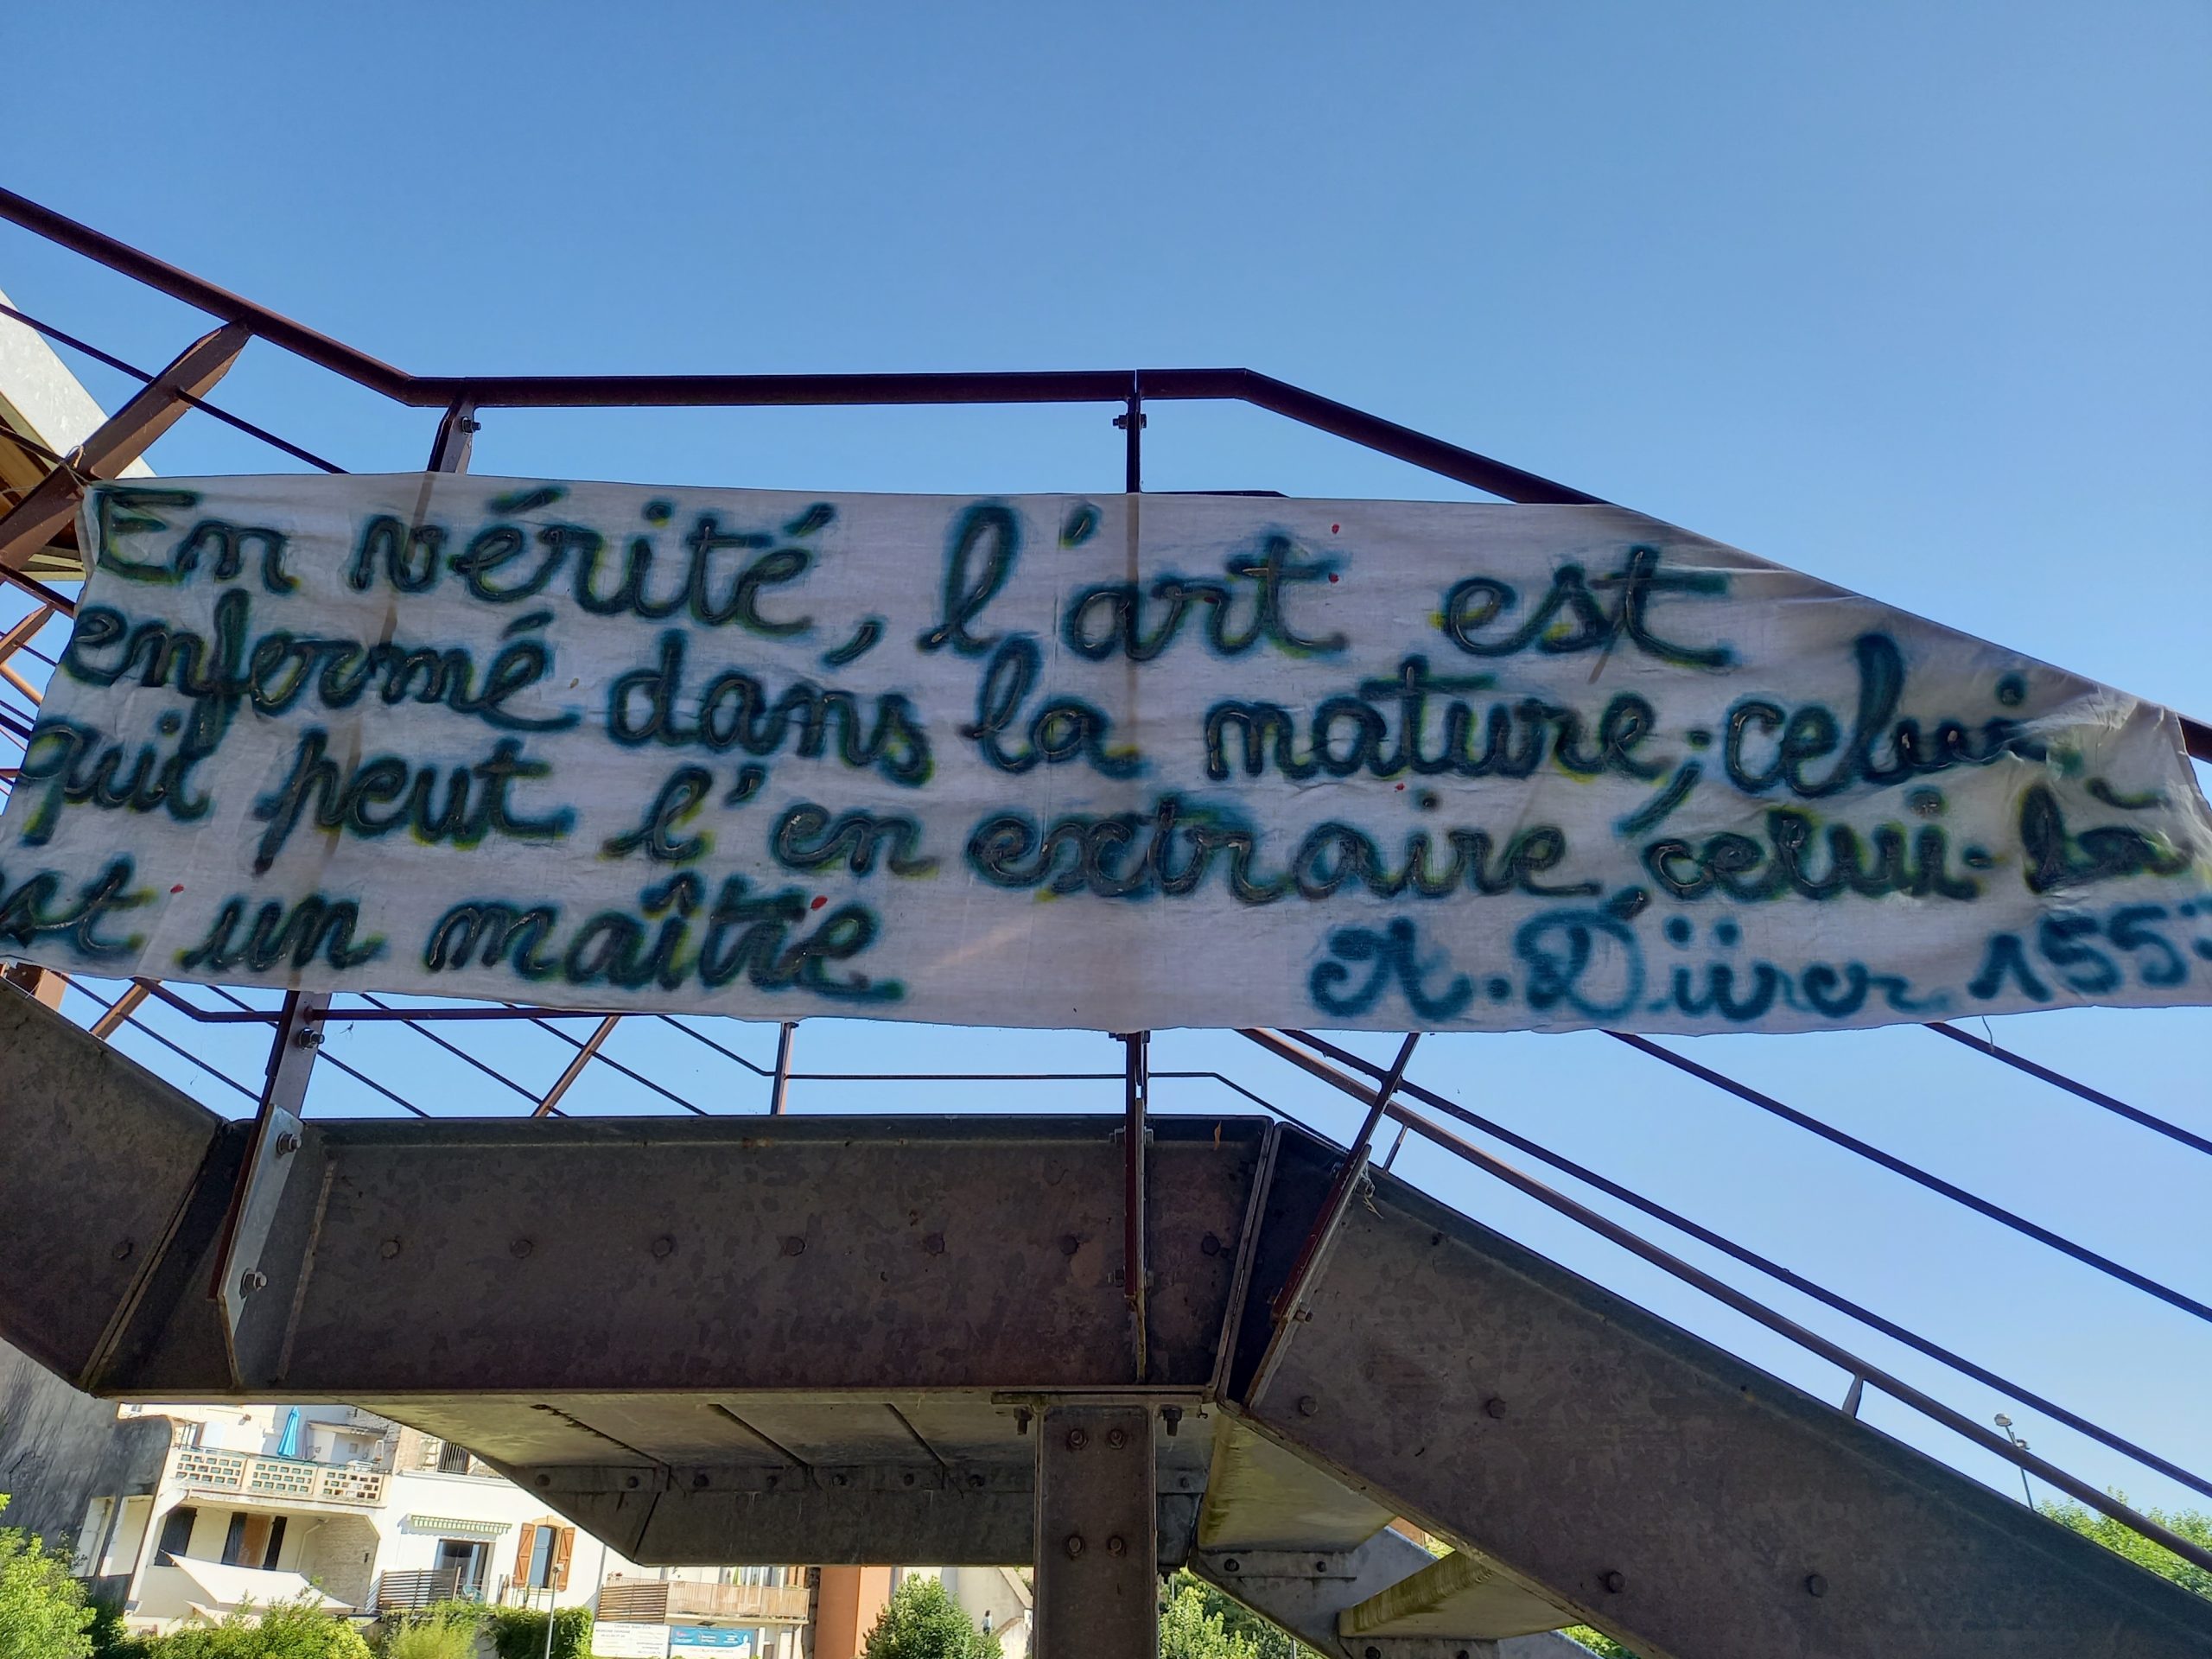 En vérité, l'art est
enfermé dans la nature; celui
qui peut l'en extraire, celui-là
est un maître
A. Dürer 155